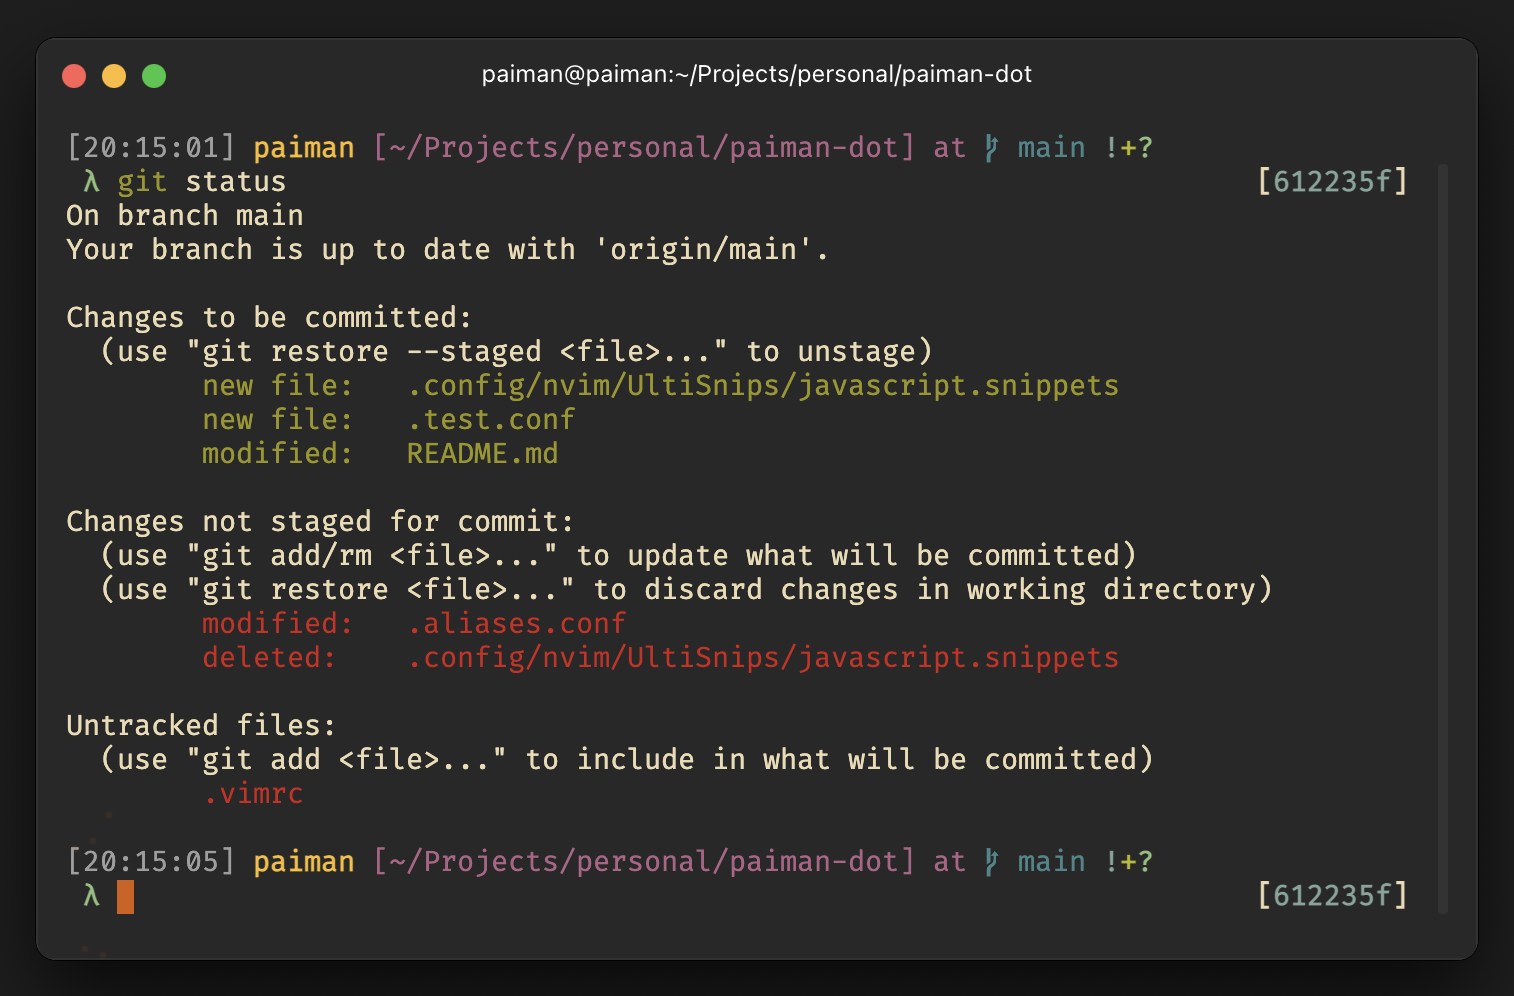 paiman@paiman:~/Projects/personal/paiman-dot
[20:15:01] paiman [~/Projects/personal/paiman-dot] at  main !+?
λ git status [612235f]
On branch main
Your branch is up to date with 'origin/main'.
Changes to be committed:
(use "git restore --staged <file>..." to unstage)
new file: .config/nvim/UltiSnips/javascript.snippets
new file: .test.conf
modified: README.md
Changes not staged for commit:
(use "git add/rm <file>..." to update what will be committed)
(use "git restore <file>..." to discard changes in working directory)
modified: .aliases.conf
deleted: .config/nvim/UltiSnips/javascript.snippets
Untracked files:
(use "git add <file>..." to include in what will be committed)
.vimrc
[20:15:05] paiman [~/Projects/personal/paiman-dot] at  main !+?
λ [612235f]